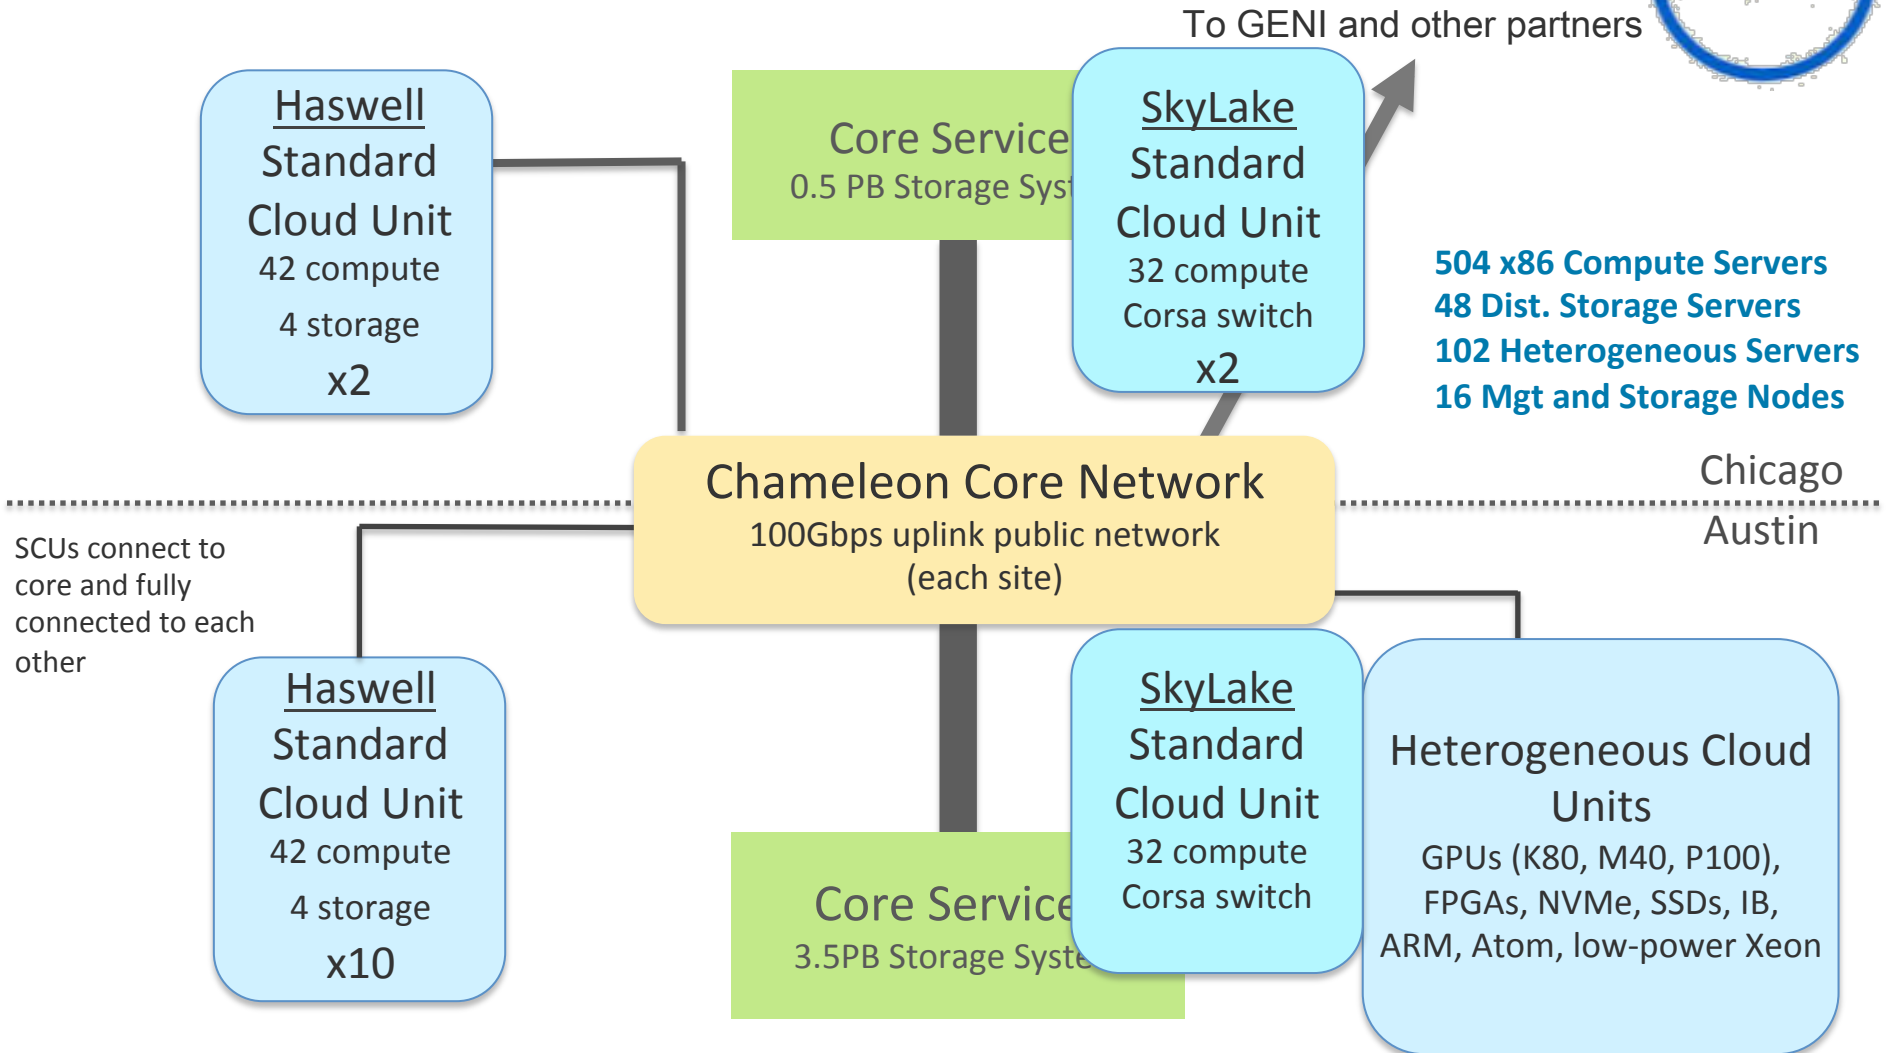 To GENI and other partners
Haswell
Standard
Cloud Unit
42 compute
4 storage
x2
Core Service
0.5 PB Storage Syst
SkyLake
Standard
Cloud Unit
32 compute
Corsa switch
x2
504 x86 Compute Servers
48 Dist. Storage Servers
102 Heterogeneous Servers
16 Mgt and Storage Nodes
Chicago
Austin
Chameleon Core Network
100Gbps uplink public network
(each site)
SCUs connect to
core and fully
connected to each
other
Haswell
Standard
Cloud Unit
42 compute
4 storage
x10
Core Service
3.5PB Storage Syste
SkyLake
Standard
Cloud Unit
32 compute
Corsa switch
Heterogeneous Cloud
Units
GPUs (K80, M40, P100),
FPGAs, NVMe, SSDs, IB,
ARM, Atom, low-power Xeon